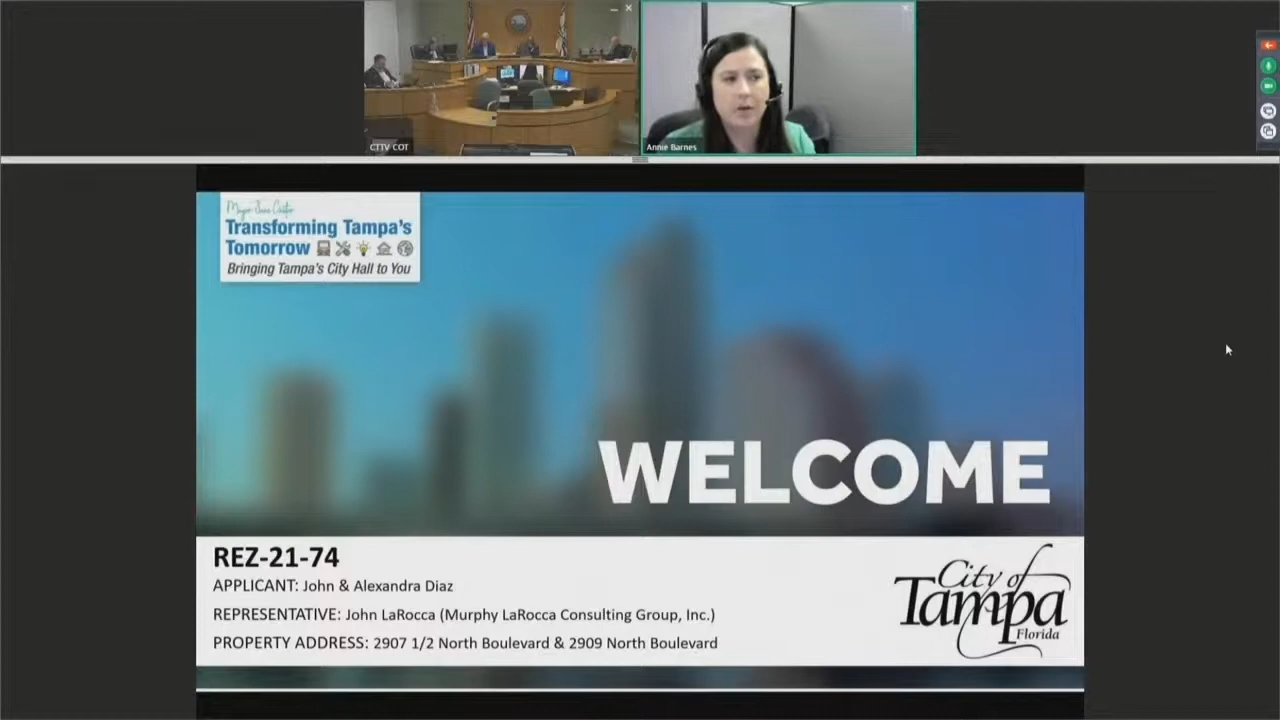 CTTV COT
Annie Barnes
Transforming Tampa's
Tomorrow
Bringing Tampa's City Hall to You
WELCOME
REZ-21-74
APPLICANT: John & Alexandra Diaz
REPRESENTATIVE: John LaRocca (Murphy LaRocca Consulting Group, Inc.)
PROPERTY ADDRESS: 2907 1/2 North Boulevard & 2909 North Boulevard
City of
Tampa
Florida